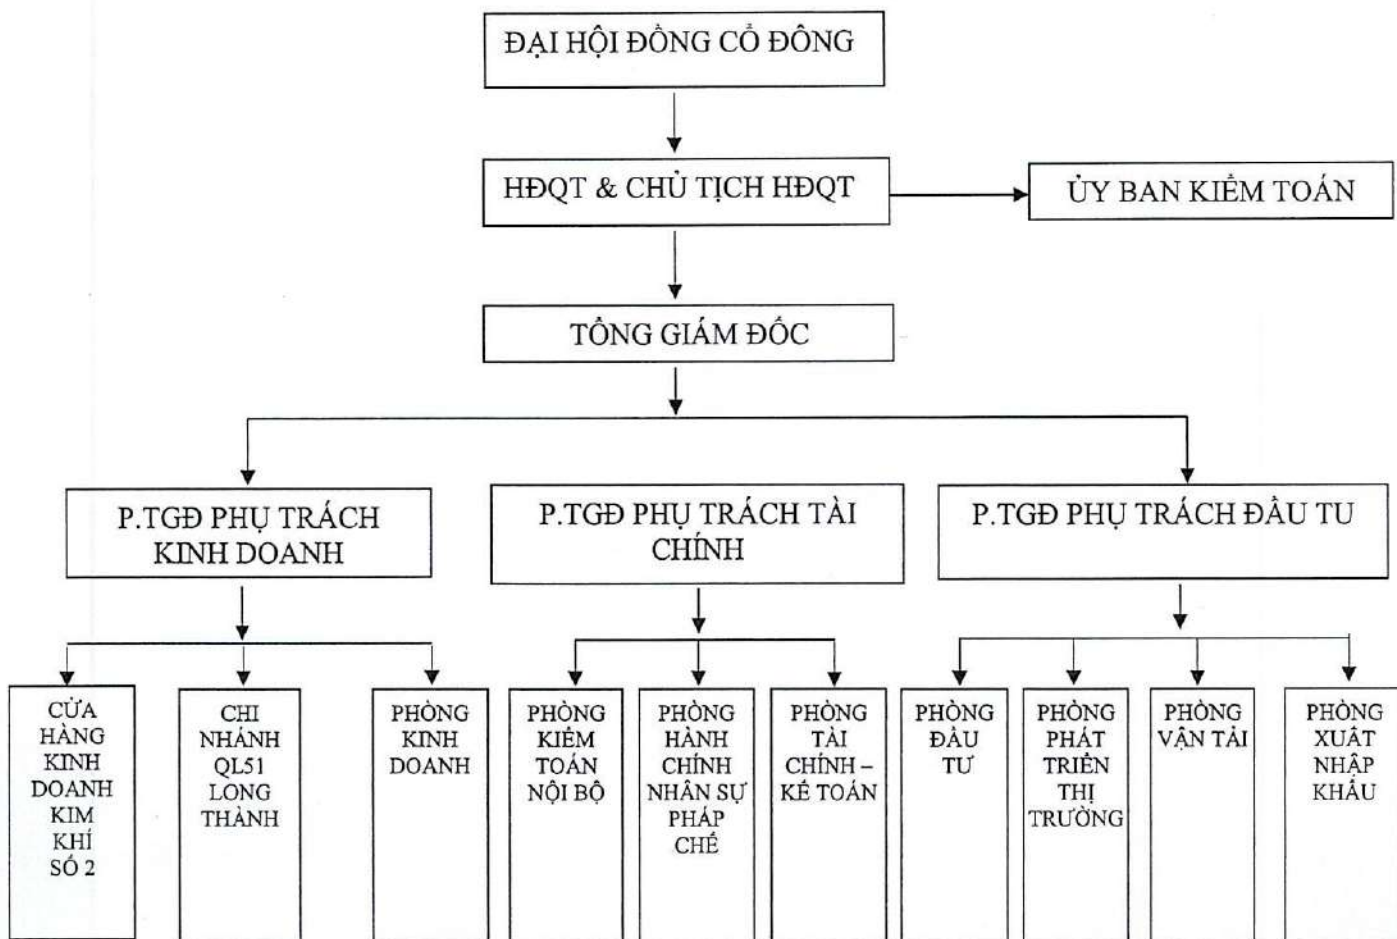 ĐẠI HỘI ĐỒNG CỔ ĐÔNG
HĐQT & CHỦ TỊCH HĐQT
ỦY BAN KIỂM TOÁN
TỔNG GIÁM ĐỐC
P.TGĐ PHỤ TRÁCH
KINH DOANH
P.TGĐ PHỤ TRÁCH TÀI
CHÍNH
P.TGĐ PHỤ TRÁCH ĐẦU TƯ
CỬA
HÀNG
KINH
DOANH
KIM
KHÍ
SỐ 2
CHI
NHÁNH
QL51
LONG
THÀNH
PHÒNG
KINH
DOANH
PHÒNG
KIỂM
TOÁN
NỘI BỘ
PHÒNG
HÀNH
CHÍNH
NHÂN SỰ
PHÁP
CHẾ
PHÒNG
TÀI
CHÍNH –
KẾ TOÁN
PHÒNG
ĐẦU
TƯ
PHÒNG
PHÁT
TRIỂN
THỊ
TRƯỜNG
PHÒNG
VẬN TẢI
PHÒNG
XUẤT
NHẬP
KHẨU